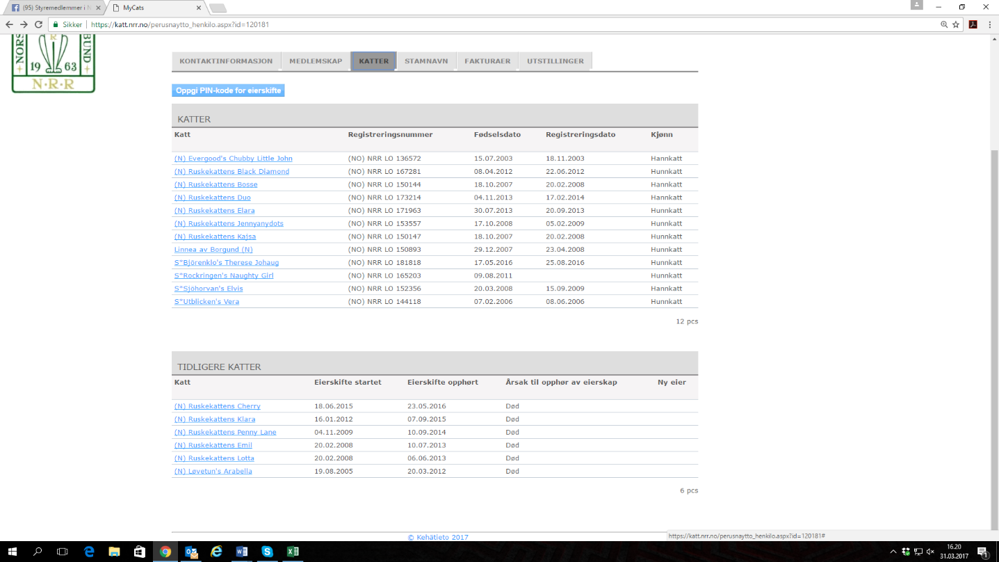 (95) Styremedlemmer i N
MyCats
Sikker | https://katt.nrr.no/perusnaytto_henkilo.aspx?id=120181
NORS
BUND
R
19 63
N·R·R
KONTAKTINFORMASJON MEDLEMSKAP KATTER STAMNAVN FAKTURAER UTSTILLINGER
Oppgi PIN-kode for eierskifte
KATTER
Katt Registreringsnummer Fødselsdato Registreringsdato Kjønn
(N) Evergood's Chubby Little John (NO) NRR LO 136572 15.07.2003 18.11.2003 Hannkatt
(N) Ruskekattens Black Diamond (NO) NRR LO 167281 08.04.2012 22.06.2012 Hunnkatt
(N) Ruskekattens Bosse (NO) NRR LO 150144 18.10.2007 20.02.2008 Hannkatt
(N) Ruskekattens Duo (NO) NRR LO 173214 04.11.2013 17.02.2014 Hannkatt
(N) Ruskekattens Elara (NO) NRR LO 171963 30.07.2013 20.09.2013 Hunnkatt
(N) Ruskekattens Jennyanydots (NO) NRR LO 153557 17.10.2008 05.02.2009 Hunnkatt
(N) Ruskekattens Kajsa (NO) NRR LO 150147 18.10.2007 20.02.2008 Hunnkatt
Linnea av Borgund (N) (NO) NRR LO 150893 29.12.2007 23.04.2008 Hunnkatt
S*Björenklo's Therese Johaug (NO) NRR LO 181818 17.05.2016 25.08.2016 Hunnkatt
S*Rockringen's Naughty Girl (NO) NRR LO 165203 09.08.2011 Hunnkatt
S*Sjöhorvan's Elvis (NO) NRR LO 152356 20.03.2008 15.09.2009 Hannkatt
S*Utblicken's Vera (NO) NRR LO 144118 07.02.2006 08.06.2006 Hunnkatt
12 pcs
TIDLIGERE KATTER
Katt Eierskifte startet Eierskifte opphørt Årsak til opphør av eierskap Ny eier
(N) Ruskekattens Cherry 18.06.2015 23.05.2016 Død
(N) Ruskekattens Klara 16.01.2012 07.09.2015 Død
(N) Ruskekattens Penny Lane 04.11.2009 10.09.2014 Død
(N) Ruskekattens Emil 20.02.2008 10.07.2013 Død
(N) Ruskekattens Lotta 20.02.2008 06.06.2013 Død
(N) Løvetun's Arabella 19.08.2005 20.03.2012 Død
6 pcs
© Kehätieto 2017
https://katt.nrr.no/perusnaytto_henkilo.aspx?id=120181#
16.20
31.03.2017
1